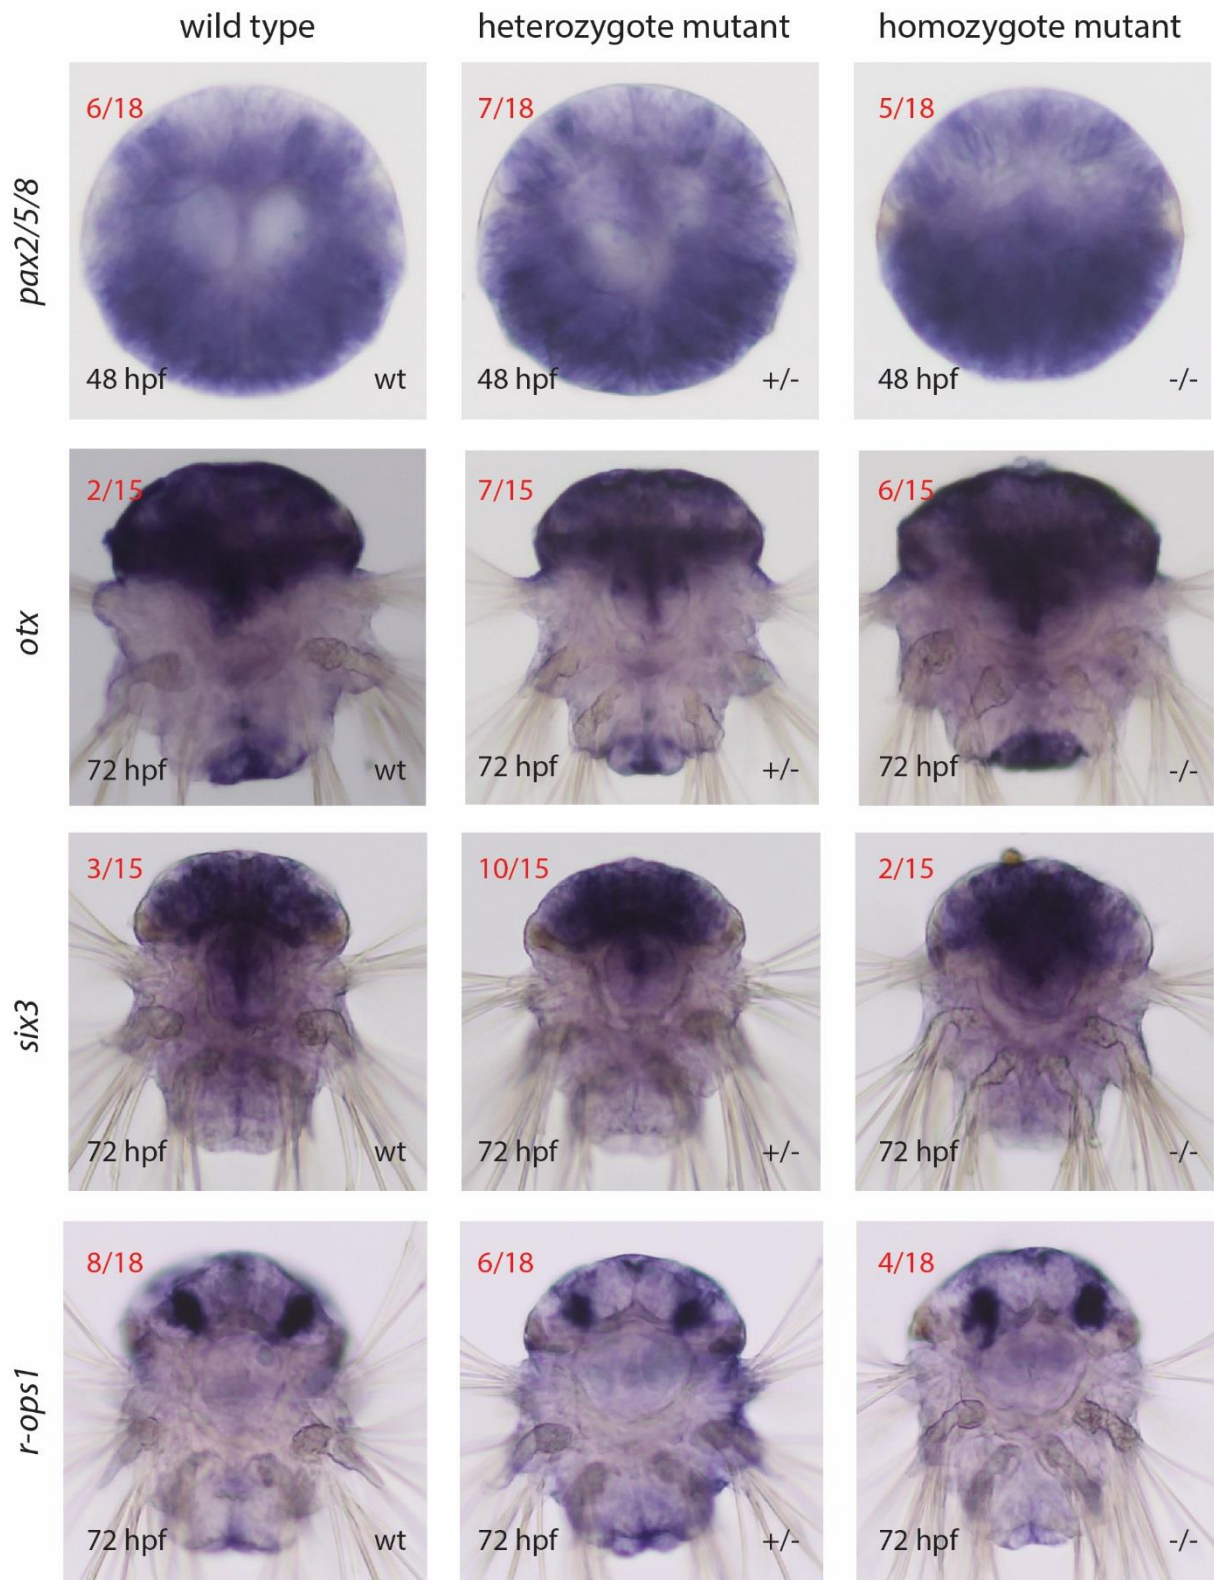 wild type
heterozygote mutant
homozygote mutant
pax2/5/8
6/18
48 hpf
wt
7/18
48 hpf
+/-
5/18
48 hpf
-/-
otx
2/15
72 hpf
wt
7/15
72 hpf
+/-
6/15
72 hpf
-/-
six3
3/15
72 hpf
wt
10/15
72 hpf
+/-
2/15
72 hpf
-/-
r-ops1
8/18
72 hpf
wt
6/18
72 hpf
+/-
4/18
72 hpf
-/-